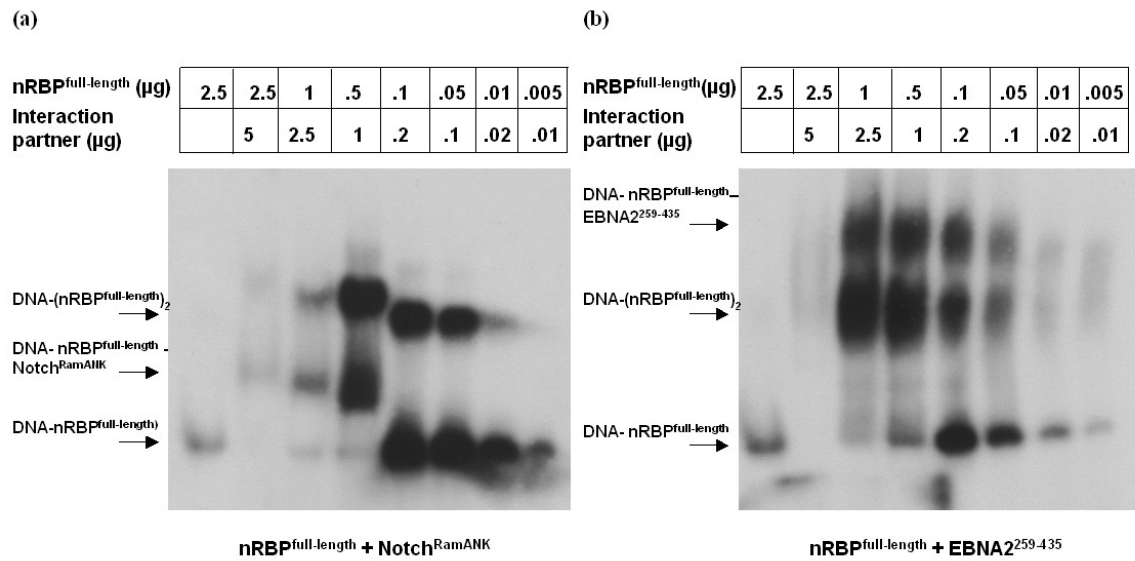 (a)
nRBPfull-length (µg) 2.5 2.5 1 .5 .1 .05 .01 .005
Interaction
partner (µg) 5 2.5 1 .2 .1 .02 .01
DNA-(nRBPfull-length)2
DNA- nRBPfull-length -
NotchRamANK
DNA-nRBPfull-length)
nRBPfull-length + NotchRamANK
(b)
nRBPfull-length(µg) 2.5 2.5 1 .5 .1 .05 .01 .005
Interaction
partner (µg) 5 2.5 1 .2 .1 .02 .01
DNA- nRBPfull-length–
EBNA2259-435
DNA-(nRBPfull-length)2
DNA- nRBPfull-length
nRBPfull-length + EBNA2259-435